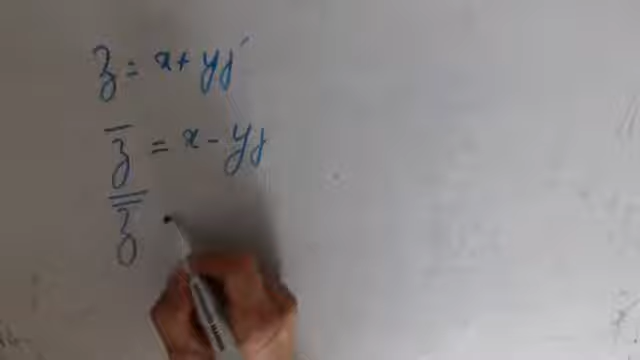 z = x + yj
z̄ = x - yj
z̿